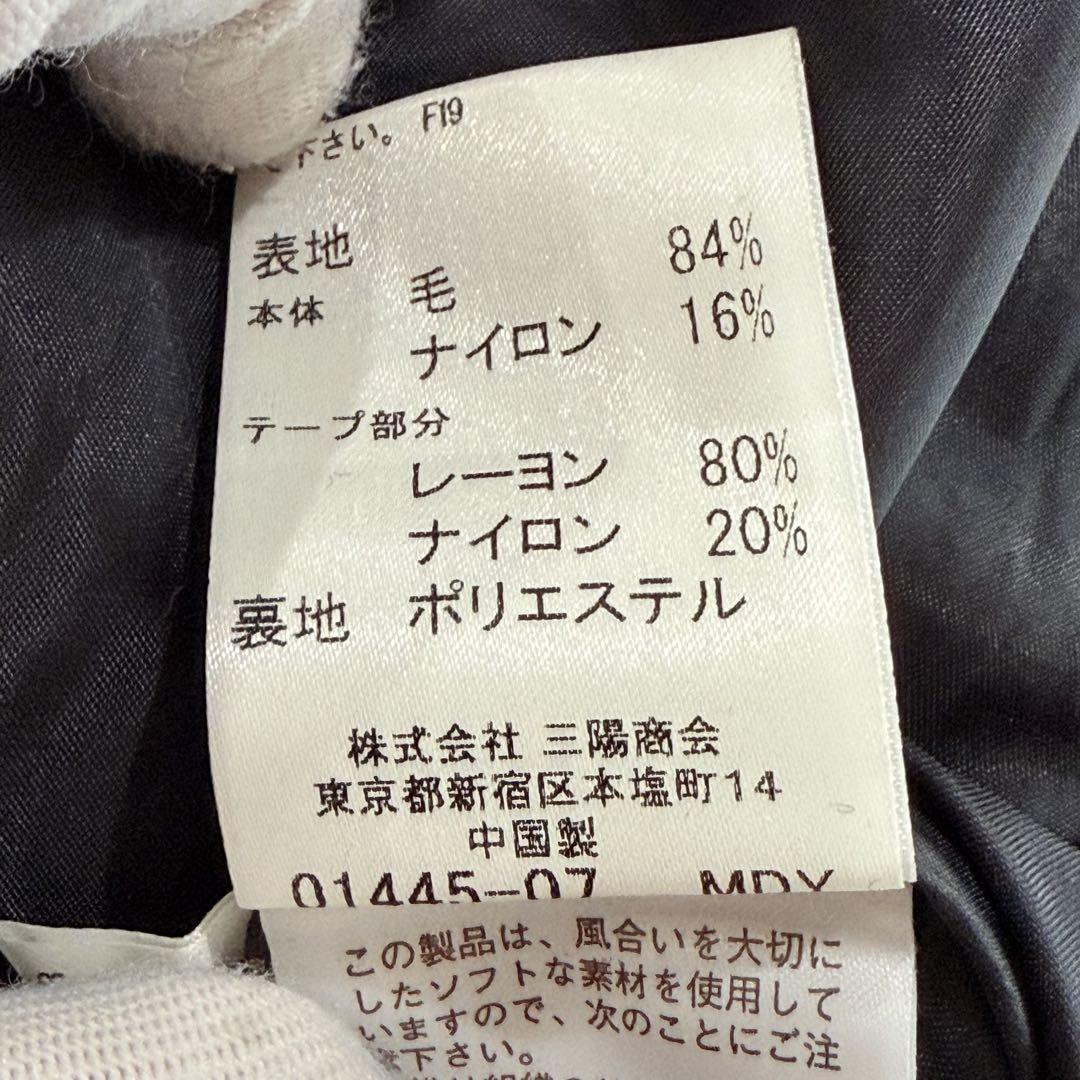 下さい。 F19
表地 84%
本体 毛 16%
ナイロン
テープ部分
レーヨン 80%
ナイロン 20%
裏地 ポリエステル
株式会社 三陽商会
東京都新宿区本塩町14
中国製
01445-07 MDX
この製品は、風合いを大切に
したソフトな素材を使用して
いますので、次のことにご注
意下さい。